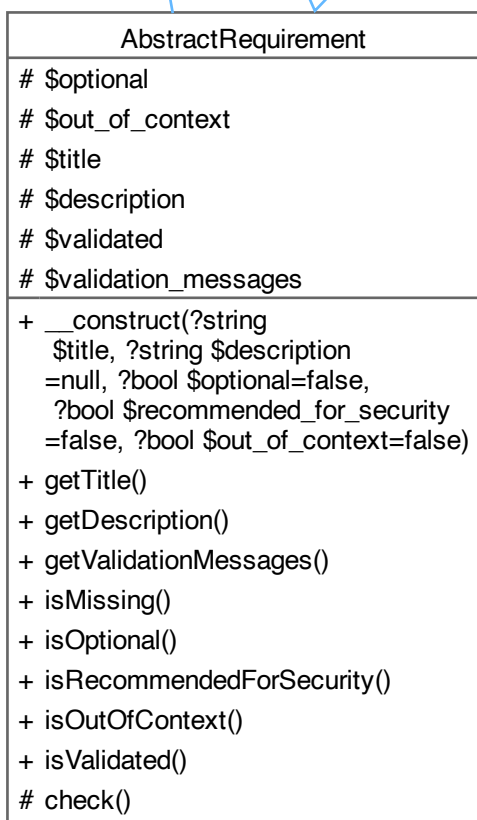 AbstractRequirement
# $optional
# $out_of_context
# $title
# $description
# $validated
# $validation_messages
+ __construct(?string
$title, ?string $description
=null, ?bool $optional=false,
?bool $recommended_for_security
=false, ?bool $out_of_context=false)
+ getTitle()
+ getDescription()
+ getValidationMessages()
+ isMissing()
+ isOptional()
+ isRecommendedForSecurity()
+ isOutOfContext()
+ isValidated()
# check()